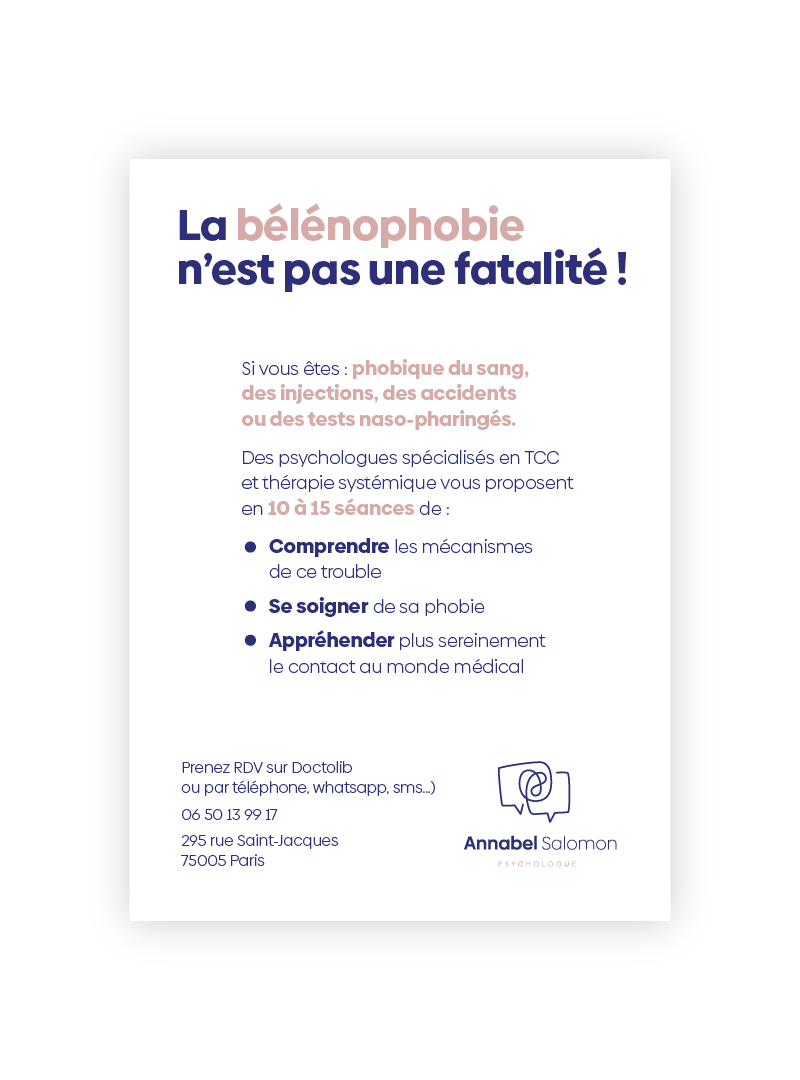 La bélénophobie
n’est pas une fatalité !
Si vous êtes : phobique du sang,
des injections, des accidents
ou des tests naso-pharingés.
Des psychologues spécialisés en TCC
et thérapie systémique vous proposent
en 10 à 15 séances de :
● Comprendre les mécanismes
de ce trouble
● Se soigner de sa phobie
● Appréhender plus sereinement
le contact au monde médical
Prenez RDV sur Doctolib
ou par téléphone, whatsapp, sms...)
06 50 13 99 17
295 rue Saint-Jacques
75005 Paris
Annabel Salomon
PSYCHOLOGUE